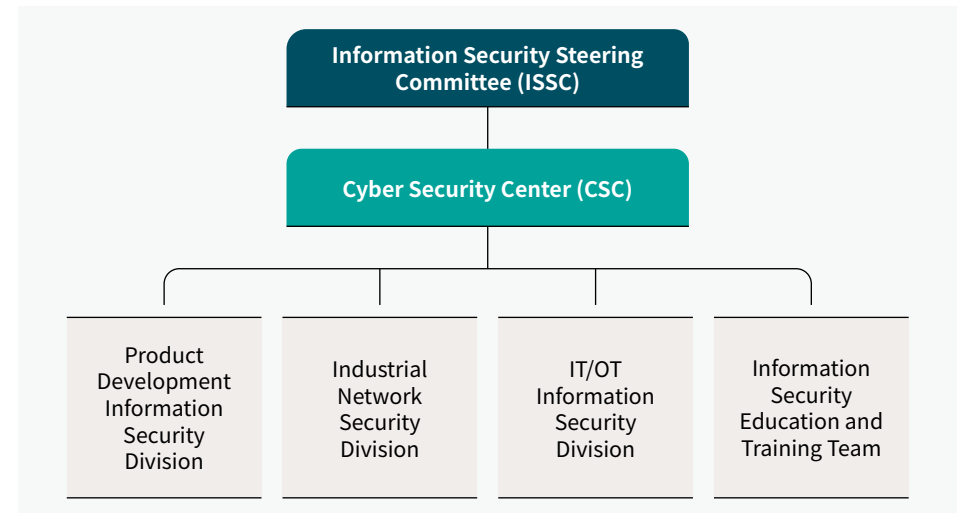 Information Security Steering
Committee (ISSC)
Cyber Security Center (CSC)
Product
Development
Information
Security
Division
Industrial
Network
Security
Division
IT/OT
Information
Security
Division
Information
Security
Education and
Training Team